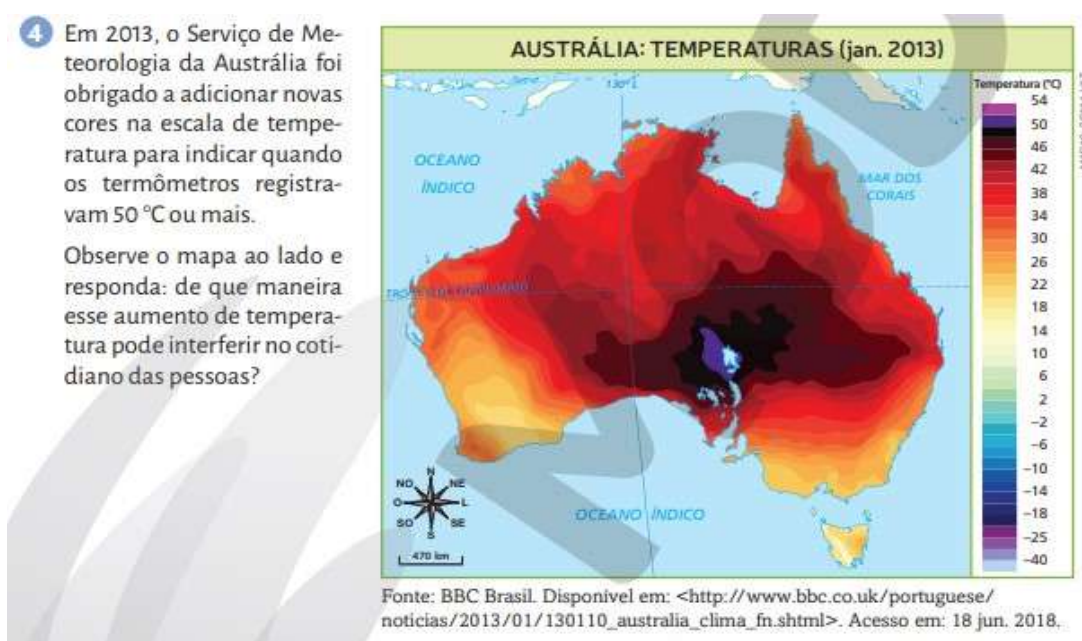 4 Em 2013, o Serviço de Me-
teorologia da Austrália foi
obrigado a adicionar novas
cores na escala de tempe-
ratura para indicar quando
os termômetros registra-
vam 50 °C ou mais.
Observe o mapa ao lado e
responda: de que maneira
esse aumento de tempera-
tura pode interferir no coti-
diano das pessoas?
AUSTRÁLIA: TEMPERATURAS (jan. 2013)
130° L
OCEANO
ÍNDICO
MAR DOS
CORAIS
OCEANO ÍNDICO
N
NO
NE
O
L
SO
SE
S
470 km
Temperatura (°C)
54
50
46
42
38
34
30
26
22
18
14
10
6
2
–2
–6
–10
–14
–18
–25
–40
Fonte: BBC Brasil. Disponível em: <http://www.bbc.co.uk/portuguese/
noticias/2013/01/130110_australia_clima_fn.shtml>. Acesso em: 18 jun. 2018.